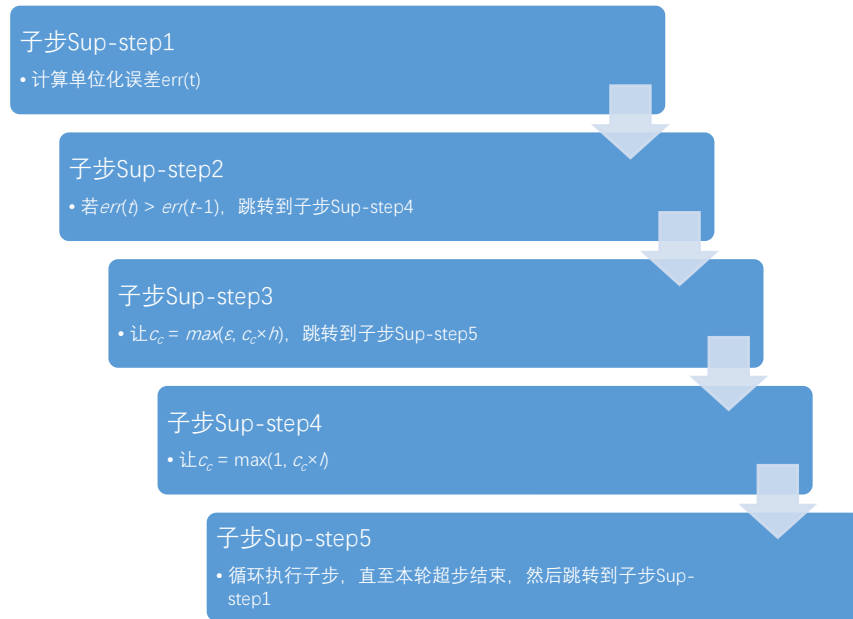 子步Sup-step1
• 计算单位化误差err(t)
子步Sup-step2
• 若err(t) > err(t-1)，跳转到子步Sup-step4
子步Sup-step3
• 让c_c = max(ε, c_c×h)，跳转到子步Sup-step5
子步Sup-step4
• 让c_c = max(1, c_c×l)
子步Sup-step5
• 循环执行子步，直至本轮超步结束，然后跳转到子步Sup-
step1